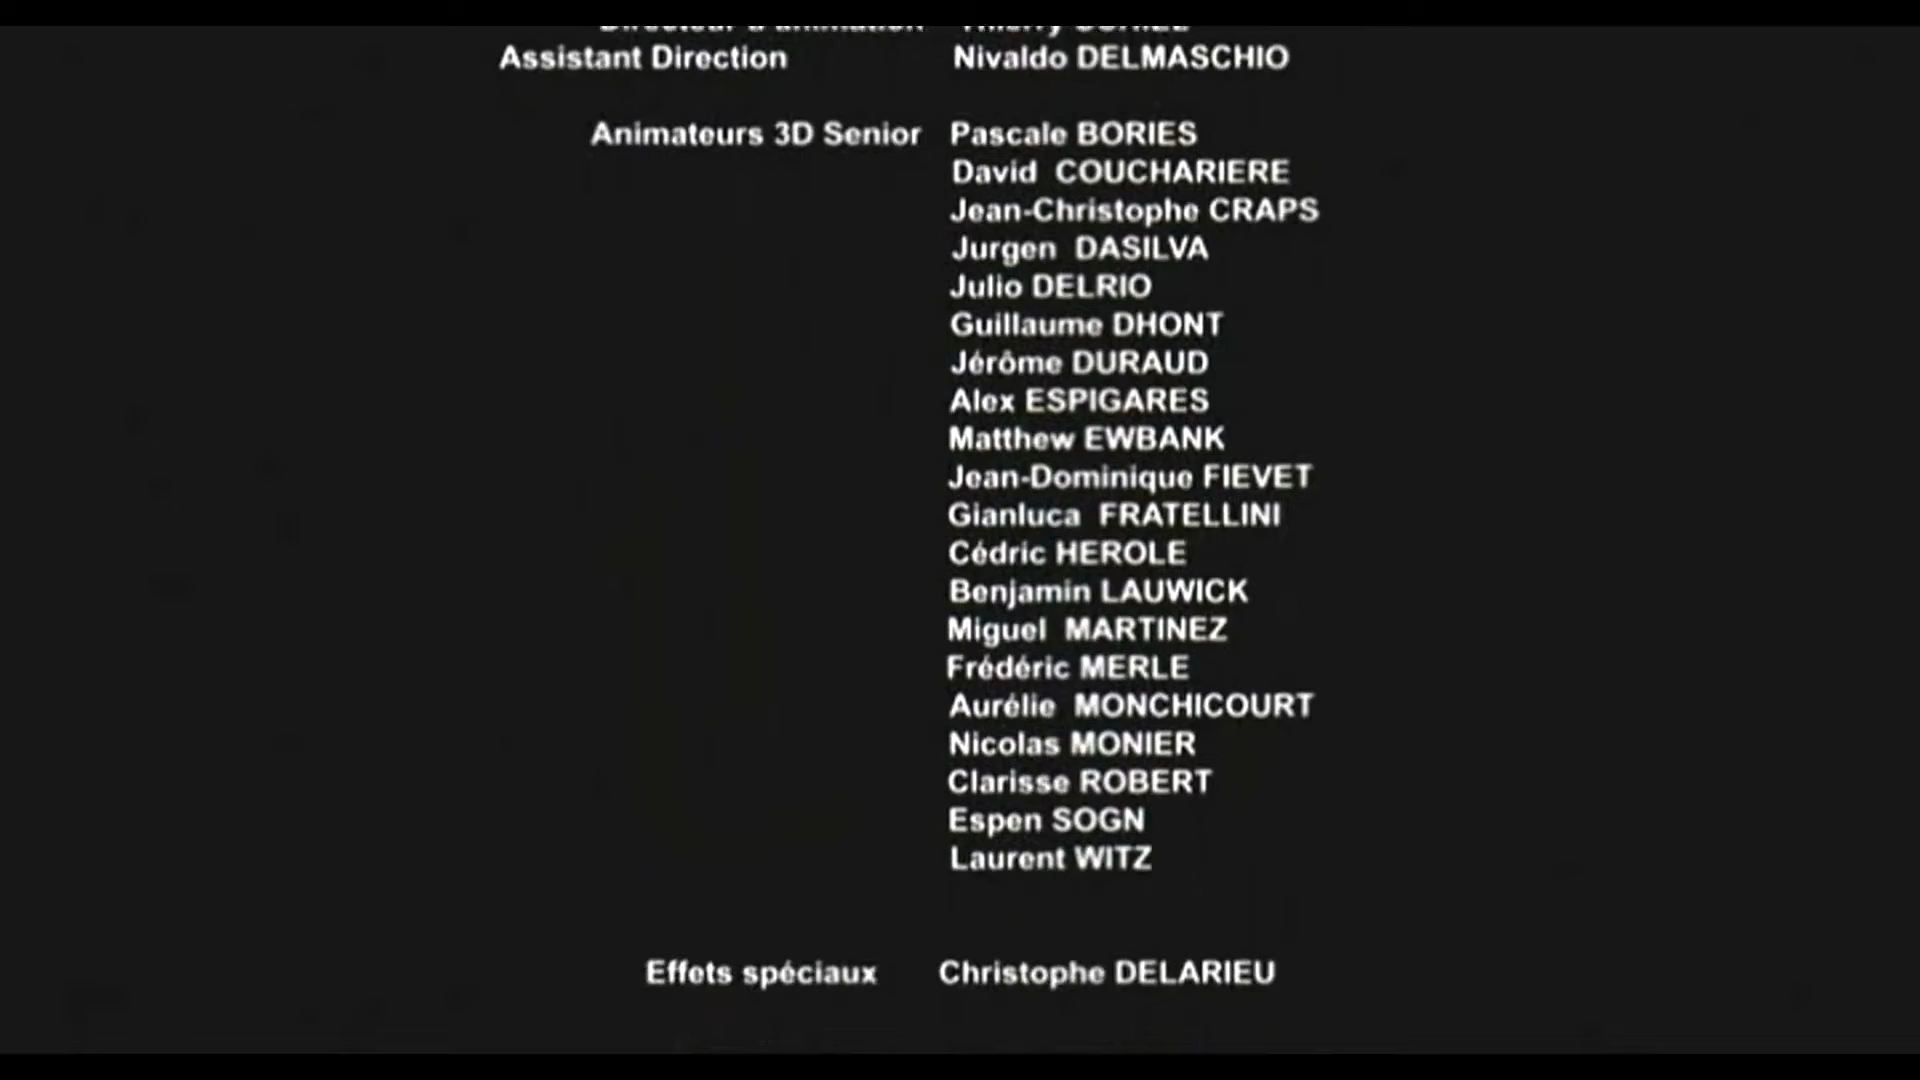 Assistant Direction Nivaldo DELMASCHIO
Animateurs 3D Senior Pascale BORIES
David COUCHARIERE
Jean-Christophe CRAPS
Jurgen DASILVA
Julio DELRIO
Guillaume DHONT
Jérôme DURAUD
Alex ESPIGARES
Matthew EWBANK
Jean-Dominique FIEVET
Gianluca FRATELLINI
Cédric HEROLE
Benjamin LAUWICK
Miguel MARTINEZ
Frédéric MERLE
Aurélie MONCHICOURT
Nicolas MONIER
Clarisse ROBERT
Espen SOGN
Laurent WITZ
Effets spéciaux Christophe DELARIEU